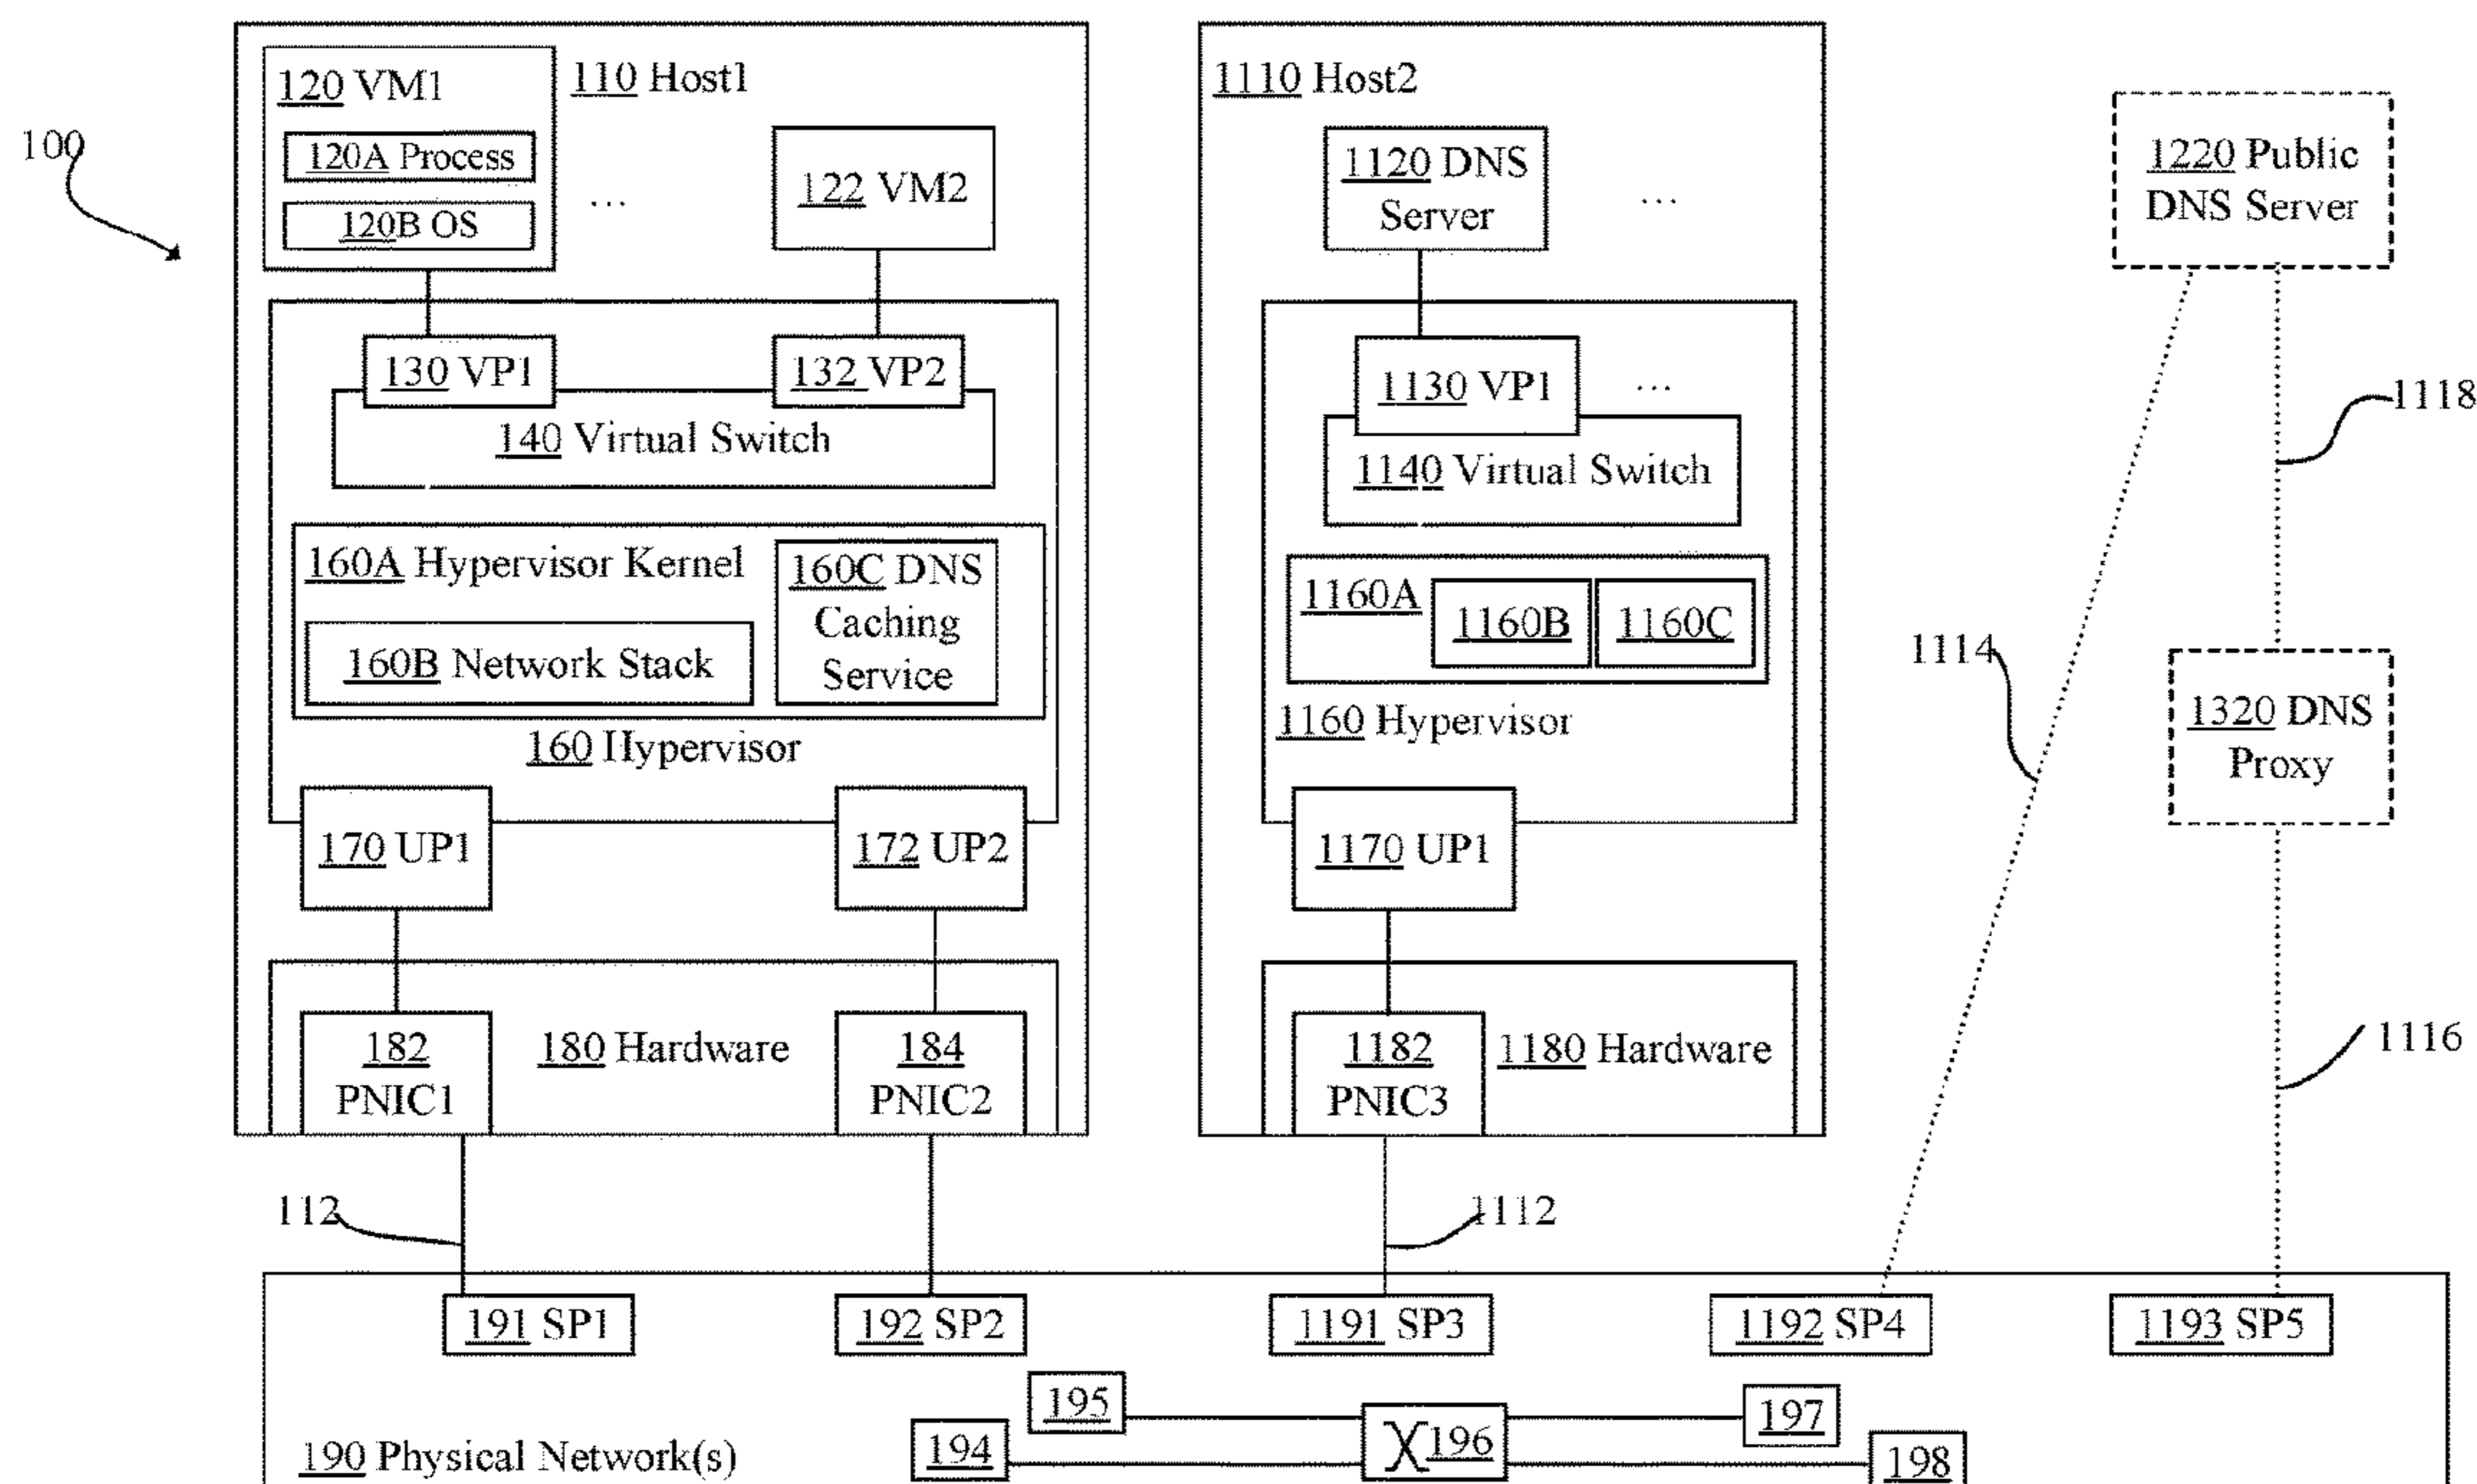 100
120 VM1
120A Process
120B OS
110 Host1
...
122 VM2
130 VP1
132 VP2
140 Virtual Switch
160A Hypervisor Kernel
160B Network Stack
160C DNS
Caching
Service
160 Hypervisor
170 UP1
172 UP2
182
PNIC1
180 Hardware
184
PNIC2
112
1110 Host2
1120 DNS
Server
...
1130 VP1
...
1140 Virtual Switch
1160A
1160B
1160C
1160 Hypervisor
1170 UP1
1182
PNIC3
1180 Hardware
1112
1220 Public
DNS Server
1118
1114
1320 DNS
Proxy
1116
191 SP1
192 SP2
1191 SP3
1192 SP4
1193 SP5
195
197
194
196
198
190 Physical Network(s)